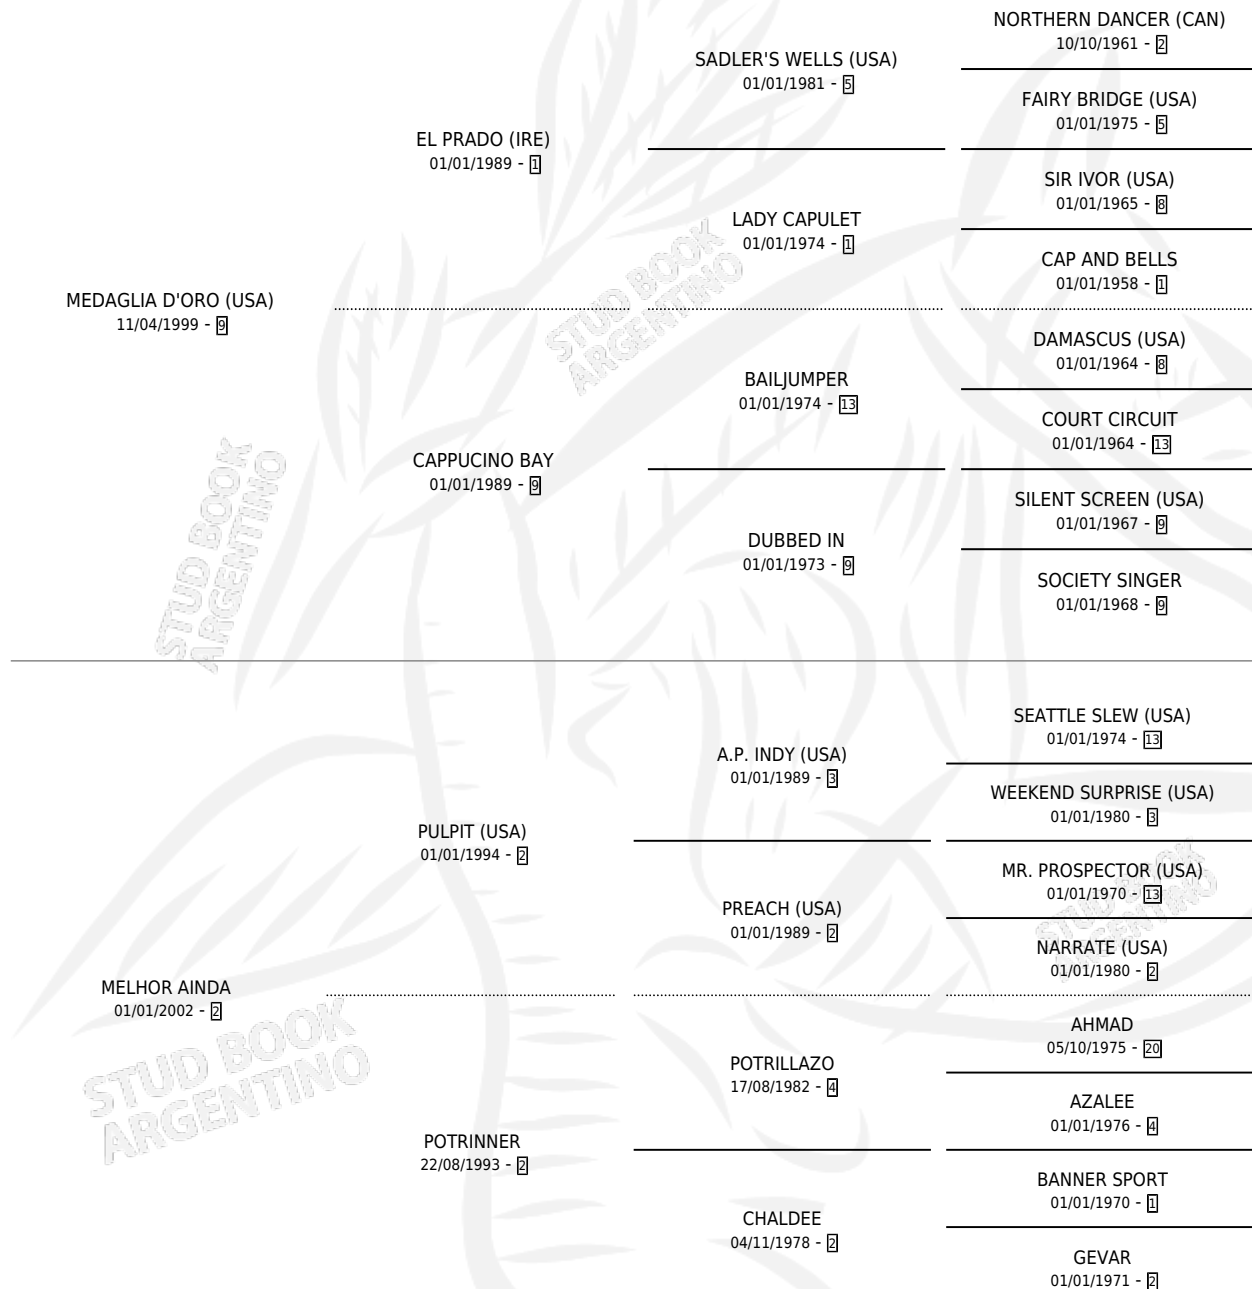 NORTHERN DANCER (CAN)
10/10/1961 - 2
SADLER'S WELLS (USA)
01/01/1981 - 5
FAIRY BRIDGE (USA)
01/01/1975 - 5
EL PRADO (IRE)
01/01/1989 - 1
SIR IVOR (USA)
01/01/1965 - 8
LADY CAPULET
01/01/1974 - 1
CAP AND BELLS
01/01/1958 - 1
MEDAGLIA D'ORO (USA)
11/04/1999 - 9
STUD BOOK
ARGENTINO
DAMASCUS (USA)
01/01/1964 - 8
BAILJUMPER
01/01/1974 - 13
COURT CIRCUIT
01/01/1964 - 13
CAPPUCINO BAY
01/01/1989 - 9
SILENT SCREEN (USA)
01/01/1967 - 9
DUBBED IN
01/01/1973 - 9
SOCIETY SINGER
01/01/1968 - 9
STUD BOOK
ARGENTINO
SEATTLE SLEW (USA)
01/01/1974 - 13
A.P. INDY (USA)
01/01/1989 - 3
WEEKEND SURPRISE (USA)
01/01/1980 - 3
PULPIT (USA)
01/01/1994 - 2
MR. PROSPECTOR (USA)
01/01/1970 - 13
STUD BOOK
ARGENTINO
PREACH (USA)
01/01/1989 - 2
NARRATE (USA)
01/01/1980 - 2
MELHOR AINDA
01/01/2002 - 2
STUD BOOK
ARGENTINO
AHMAD
05/10/1975 - 20
POTRILLAZO
17/08/1982 - 4
AZALEE
01/01/1976 - 4
POTRINNER
22/08/1993 - 2
BANNER SPORT
01/01/1970 - 1
CHALDEE
04/11/1978 - 2
GEVAR
01/01/1971 - 2